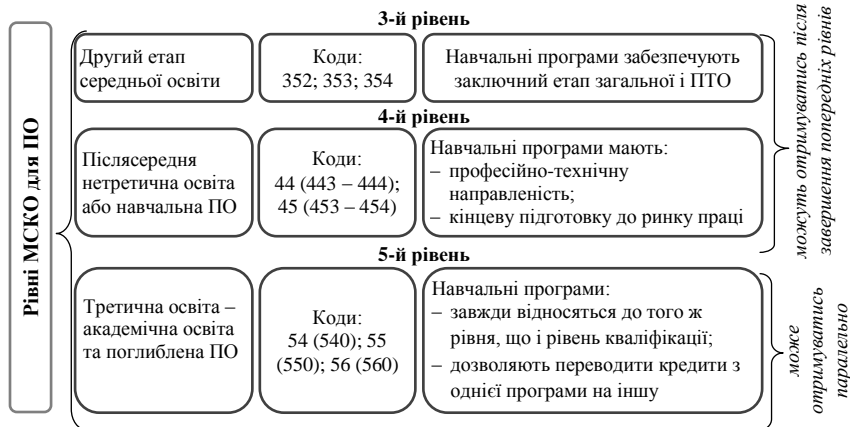 Рівні МСКО для ПО
3-й рівень
Другий етап
середньої освіти
Коди:
352; 353; 354
Навчальні програми забезпечують
заключний етап загальної і ПТО
4-й рівень
Післясередня
нетретична освіта
або навчальна ПО
Коди:
44 (443 – 444);
45 (453 – 454)
Навчальні програми мають:
– професійно-технічну
направленість;
– кінцеву підготовку до ринку праці
можуть отримуватись після
завершення попередніх рівнів
5-й рівень
Третична освіта –
академічна освіта
та поглиблена ПО
Коди:
54 (540); 55
(550); 56 (560)
Навчальні програми:
– завжди відносяться до того ж
рівня, що і рівень кваліфікації;
– дозволяють переводити кредити з
однієї програми на іншу
може
отримуватись
паралельно